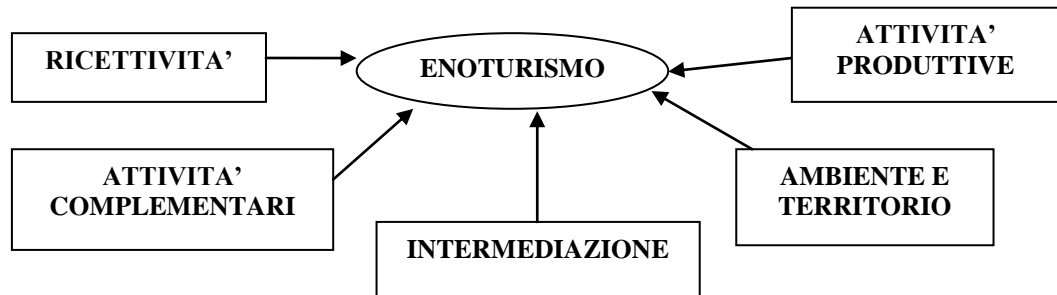 RICETTIVITA’
ENOTURISMO
ATTIVITA’
PRODUTTIVE
ATTIVITA’
COMPLEMENTARI
INTERMEDIAZIONE
AMBIENTE E
TERRITORIO